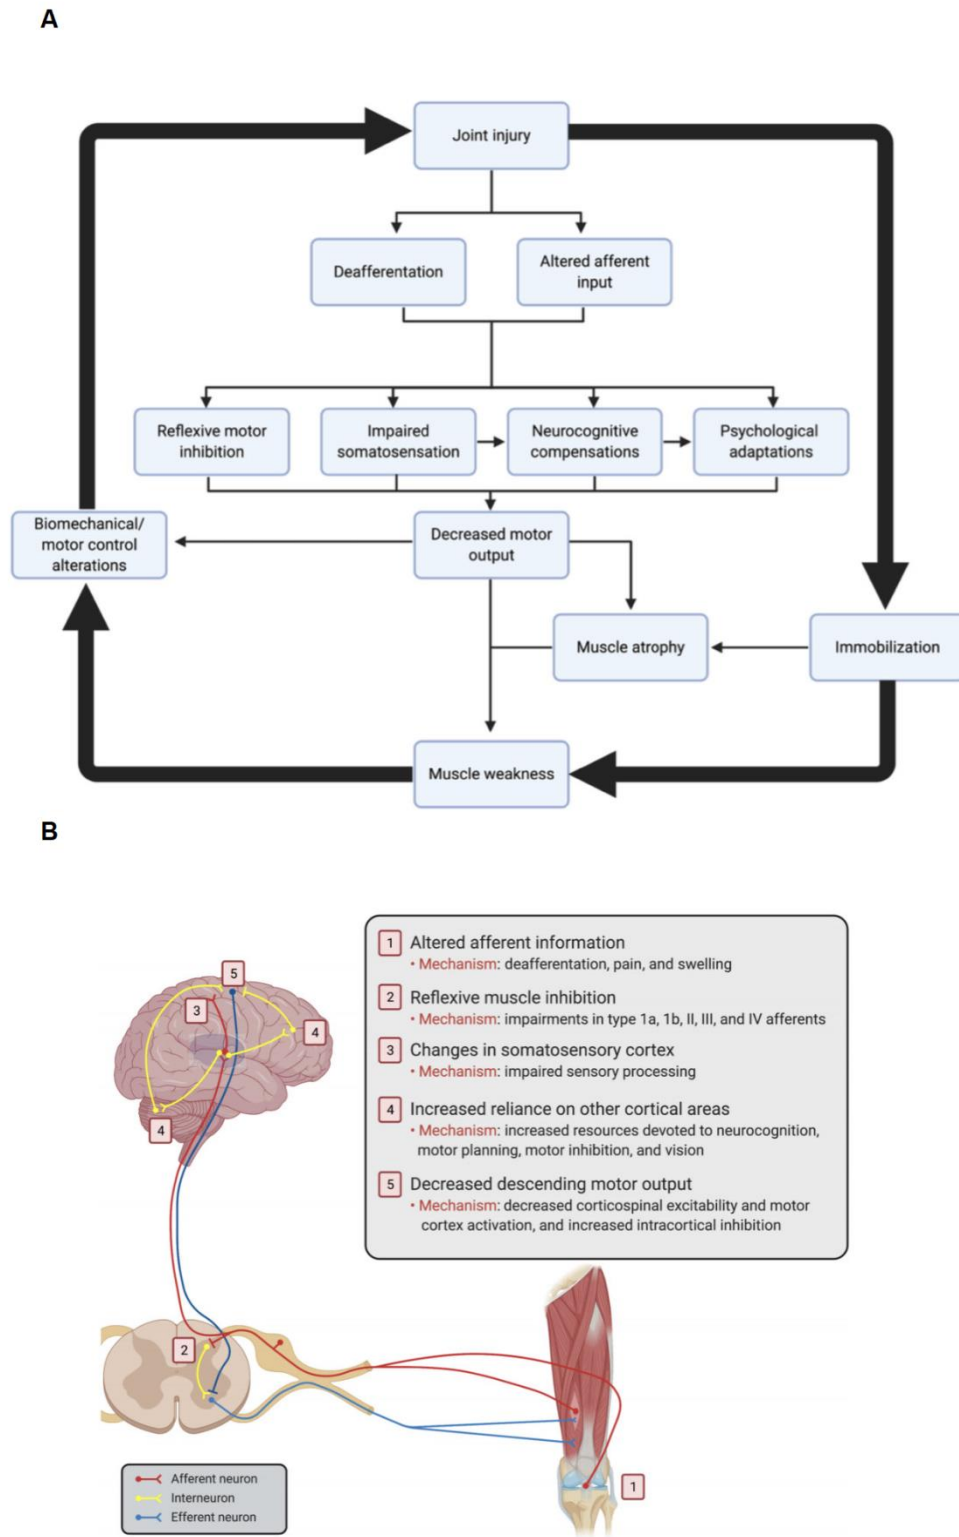 A
Joint injury
Deafferentation
Altered afferent
input
Reflexive motor
inhibition
Impaired
somatosensation
Neurocognitive
compensations
Psychological
adaptations
Biomechanical/
motor control
alterations
Decreased motor
output
Muscle atrophy
Immobilization
Muscle weakness
B
1 Altered afferent information
• Mechanism: deafferentation, pain, and swelling
2 Reflexive muscle inhibition
• Mechanism: impairments in type 1a, 1b, II, III, and IV afferents
3 Changes in somatosensory cortex
• Mechanism: impaired sensory processing
4 Increased reliance on other cortical areas
• Mechanism: increased resources devoted to neurocognition,
motor planning, motor inhibition, and vision
5 Decreased descending motor output
• Mechanism: decreased corticospinal excitability and motor
cortex activation, and increased intracortical inhibition
5
3
4
4
2
1
Afferent neuron
Interneuron
Efferent neuron